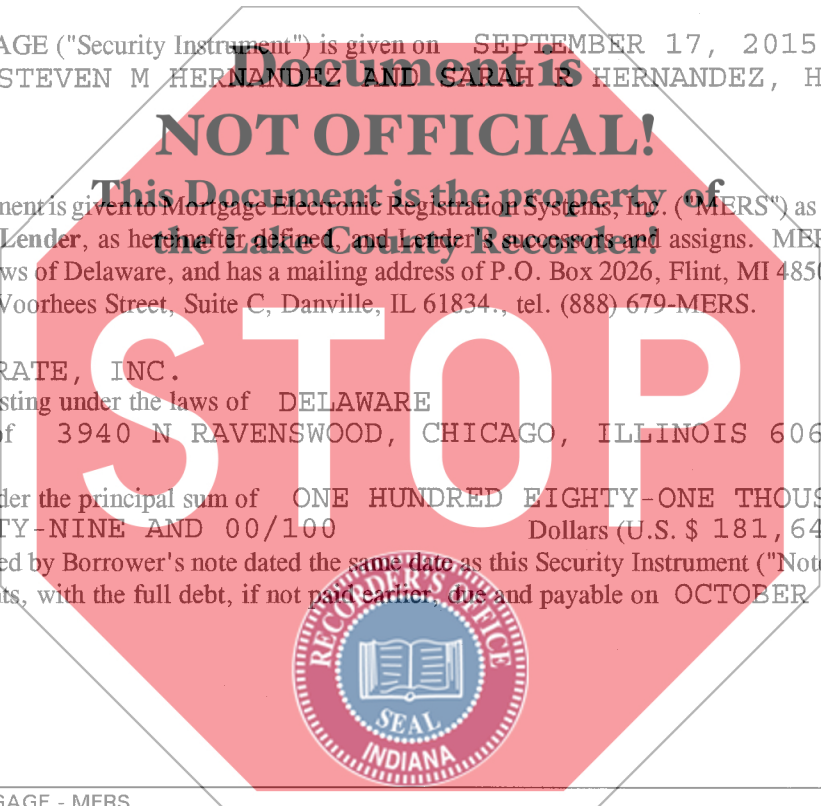 AGE ("Security Instrument") is given on SEPTEMBER 17, 2015
Document is
STEVEN M HERNANDEZ AND SARAH R HERNANDEZ, H
NOT OFFICIAL!
This Document is the property of
ment is given to Mortgage Electronic Registration Systems, Inc. ("MERS") as
the Lake County Recorder!
Lender, as hereinafter defined, and Lender's successors and assigns. MER
ws of Delaware, and has a mailing address of P.O. Box 2026, Flint, MI 4850
Voorhees Street, Suite C, Danville, IL 61834., tel. (888) 679-MERS.
STOP
RATE, INC.
sting under the laws of DELAWARE
of 3940 N RAVENSWOOD, CHICAGO, ILLINOIS 606
der the principal sum of ONE HUNDRED EIGHTY-ONE THOUS
TY-NINE AND 00/100 Dollars (U.S. $ 181,64
ed by Borrower's note dated the same date as this Security Instrument ("Note
ts, with the full debt, if not paid earlier, due and payable on OCTOBER
RECORDER'S OFFICE
SEAL
INDIANA
GAGE - MERS